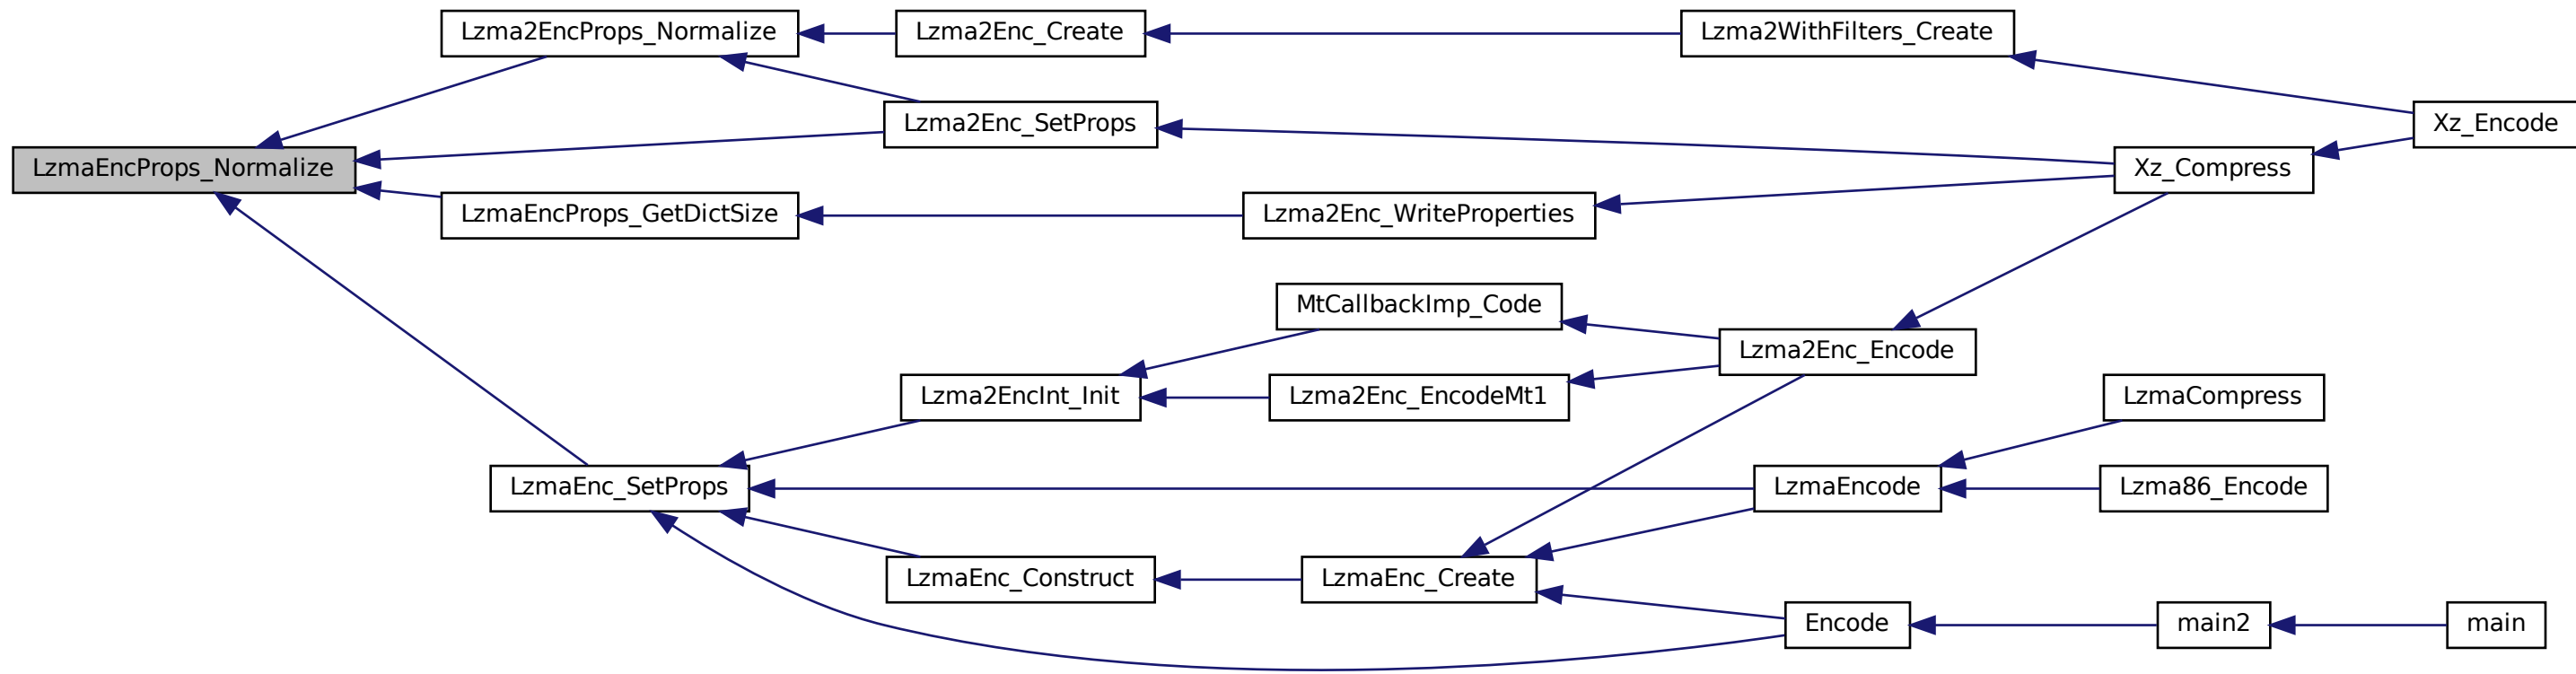 Lzma2EncProps_Normalize
Lzma2Enc_Create
Lzma2WithFilters_Create
Lzma2Enc_SetProps
Xz_Encode
LzmaEncProps_Normalize
Xz_Compress
LzmaEncProps_GetDictSize
Lzma2Enc_WriteProperties
MtCallbackImp_Code
Lzma2Enc_Encode
Lzma2EncInt_Init
Lzma2Enc_EncodeMt1
LzmaCompress
LzmaEnc_SetProps
LzmaEncode
Lzma86_Encode
LzmaEnc_Construct
LzmaEnc_Create
Encode
main2
main